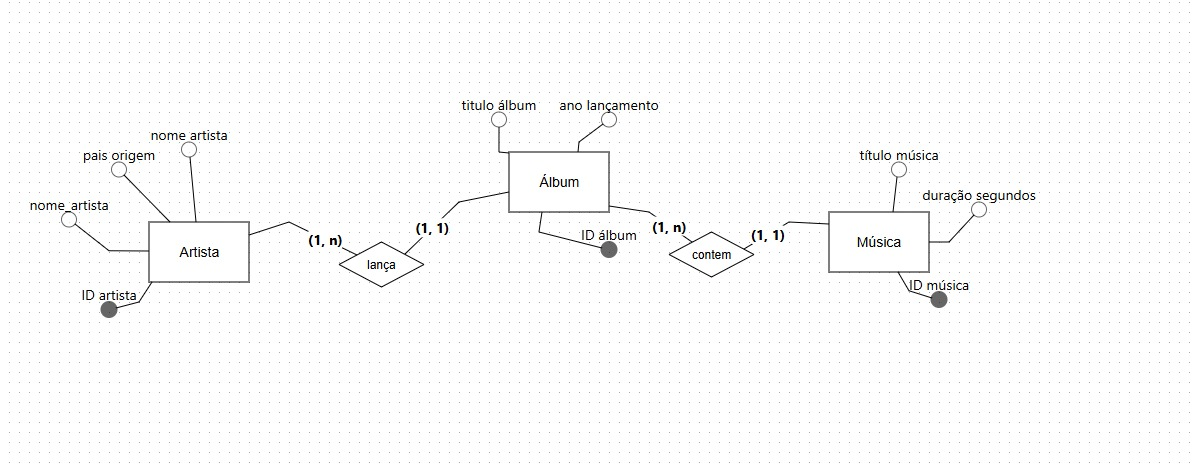 titulo álbum
ano lançamento
nome artista
pais origem
título música
Álbum
duração segundos
nome_artista
(1, n)
(1, 1)
ID álbum
(1, n)
(1, 1)
Música
Artista
lança
contem
ID artista
ID música